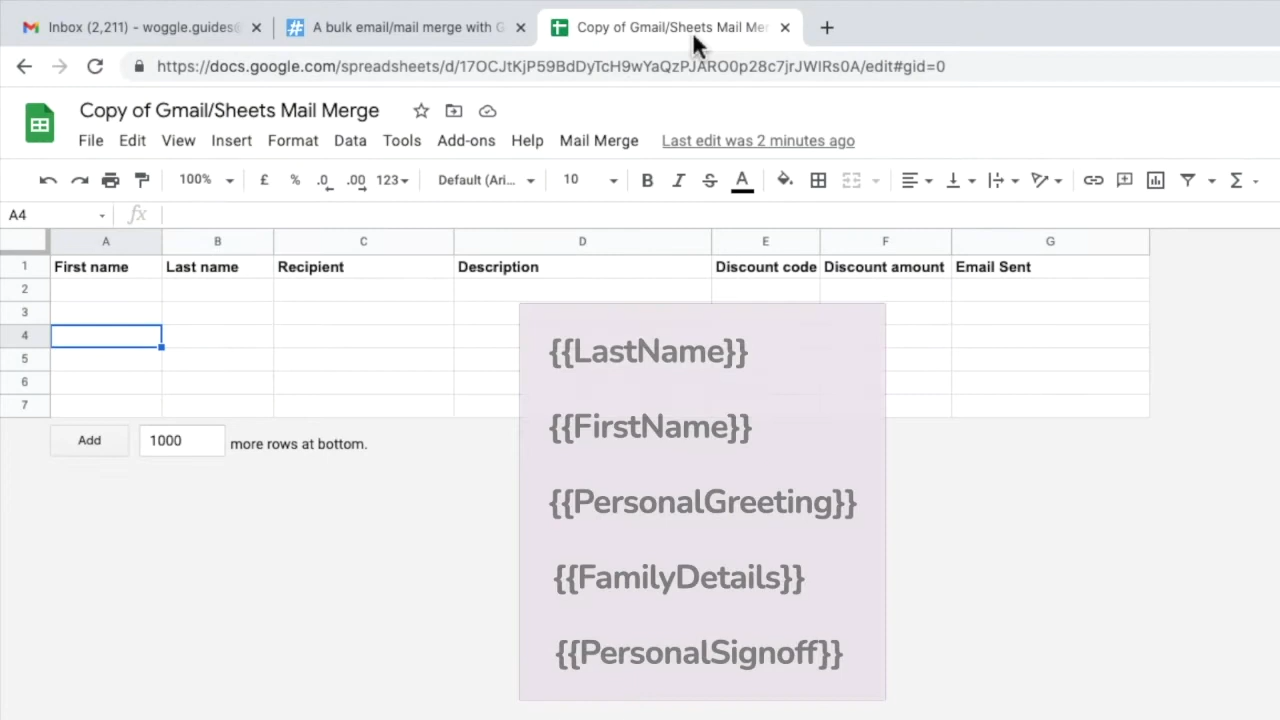 Inbox (2,211) - woggle.guides@
A bulk email/mail merge with G
Copy of Gmail/Sheets Mail Mer
https://docs.google.com/spreadsheets/d/17OCJtKjP59BdDyTcH9wYaQzPJARO0p28c7jrJWIRs0A/edit#gid=0
Copy of Gmail/Sheets Mail Merge
File Edit View Insert Format Data Tools Add-ons Help Mail Merge Last edit was 2 minutes ago
100% £ % .0 .00 123 Default (Ari... 10 B I S A Σ
A4 fx
A B C D E F G
1 First name Last name Recipient Description Discount code Discount amount Email Sent
2
3
4
5
6
7
Add 1000 more rows at bottom.
{{LastName}}
{{FirstName}}
{{PersonalGreeting}}
{{FamilyDetails}}
{{PersonalSignoff}}